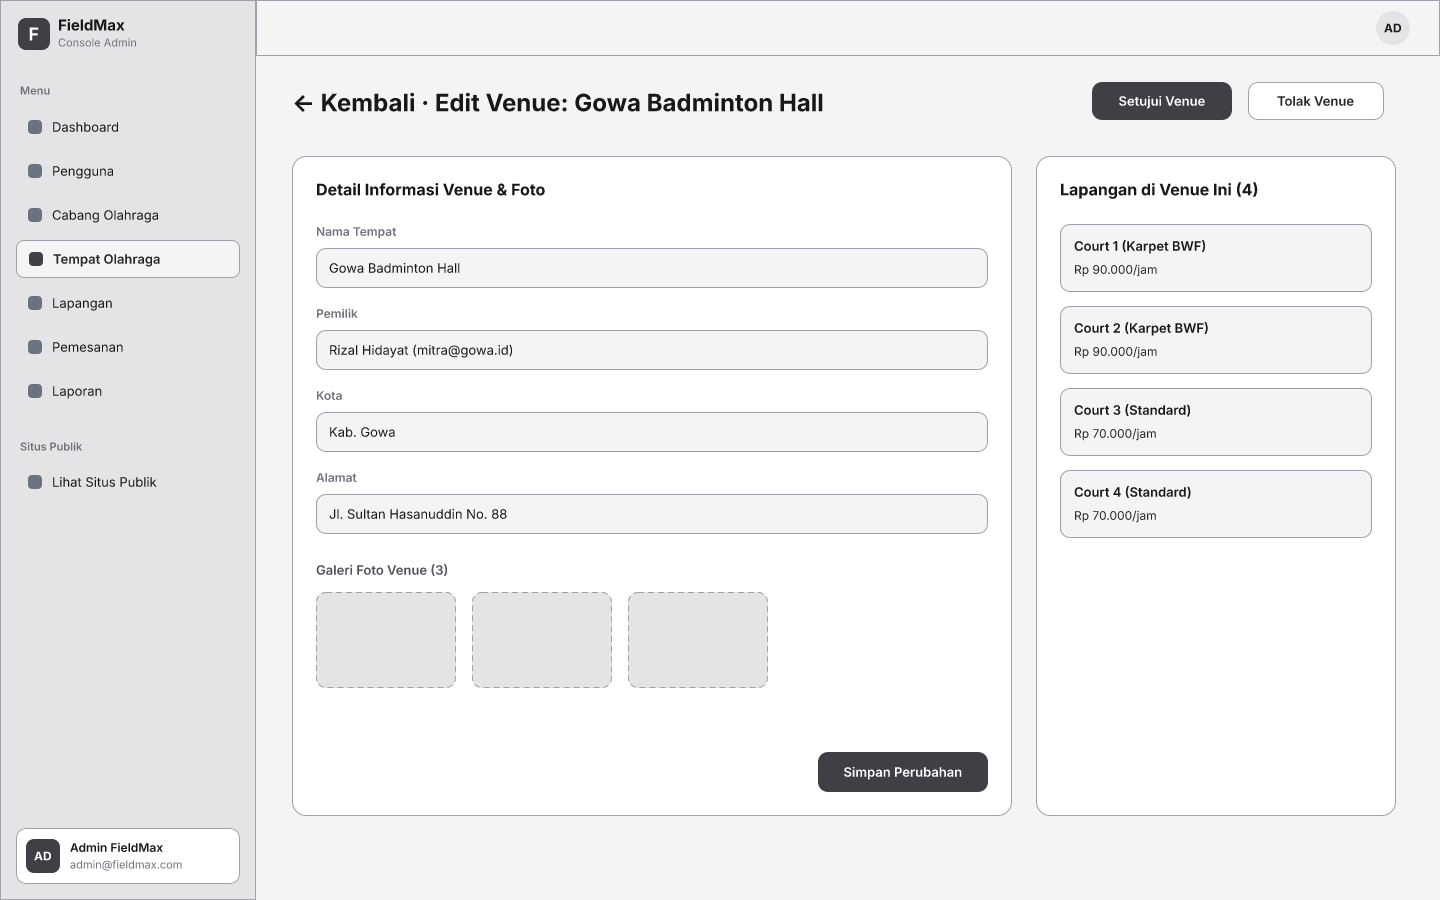 F
FieldMax
Console Admin
Menu
Dashboard
Pengguna
Cabang Olahraga
Tempat Olahraga
Lapangan
Pemesanan
Laporan
Situs Publik
Lihat Situs Publik
AD
Admin FieldMax
admin@fieldmax.com
AD
← Kembali · Edit Venue: Gowa Badminton Hall
Setujui Venue
Tolak Venue
Detail Informasi Venue & Foto
Nama Tempat
Gowa Badminton Hall
Pemilik
Rizal Hidayat (mitra@gowa.id)
Kota
Kab. Gowa
Alamat
Jl. Sultan Hasanuddin No. 88
Galeri Foto Venue (3)
Simpan Perubahan
Lapangan di Venue Ini (4)
Court 1 (Karpet BWF)
Rp 90.000/jam
Court 2 (Karpet BWF)
Rp 90.000/jam
Court 3 (Standard)
Rp 70.000/jam
Court 4 (Standard)
Rp 70.000/jam